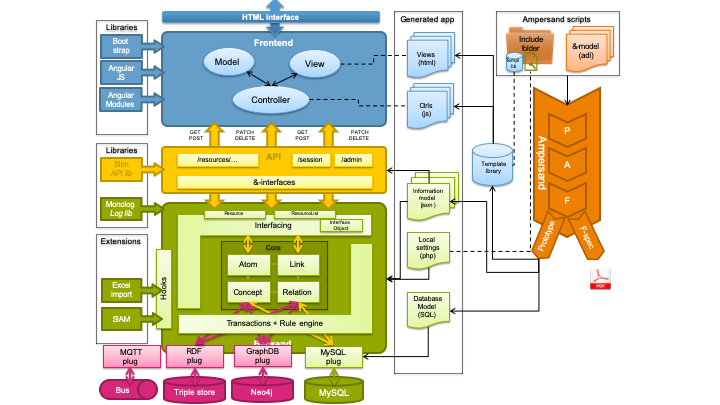 HTML interface
Libraries
Boot
strap
Angular
JS
Angular
Modules
Frontend
Model
View
Controller
GET
POST
PATCH
DELETE
GET
POST
PATCH
DELETE
Libraries
Slim
API lib
Monolog
Log lib
API
/resources/...
/session
/admin
&-interfaces
Resource
ResourceList
Interfacing
Interface
Object
Core
Atom
Link
Concept
Relation
Hooks
Transactions + Rule engine
Backend
Extensions
Excel
import
SIAM
MQTT
plug
RDF
plug
GraphDB
plug
MySQL
plug
Bus
Triple store
Neo4j
MySQL
Generated app
Views
(html)
Ctrls
(js)
Information
model
(json)
Local
settings
(php)
Database
Model
(SQL)
Template
library
Ampersand scripts
Include
folder
&-model
(adl)
Ampersand
P
A
F
Prototype
F-spec
PDF